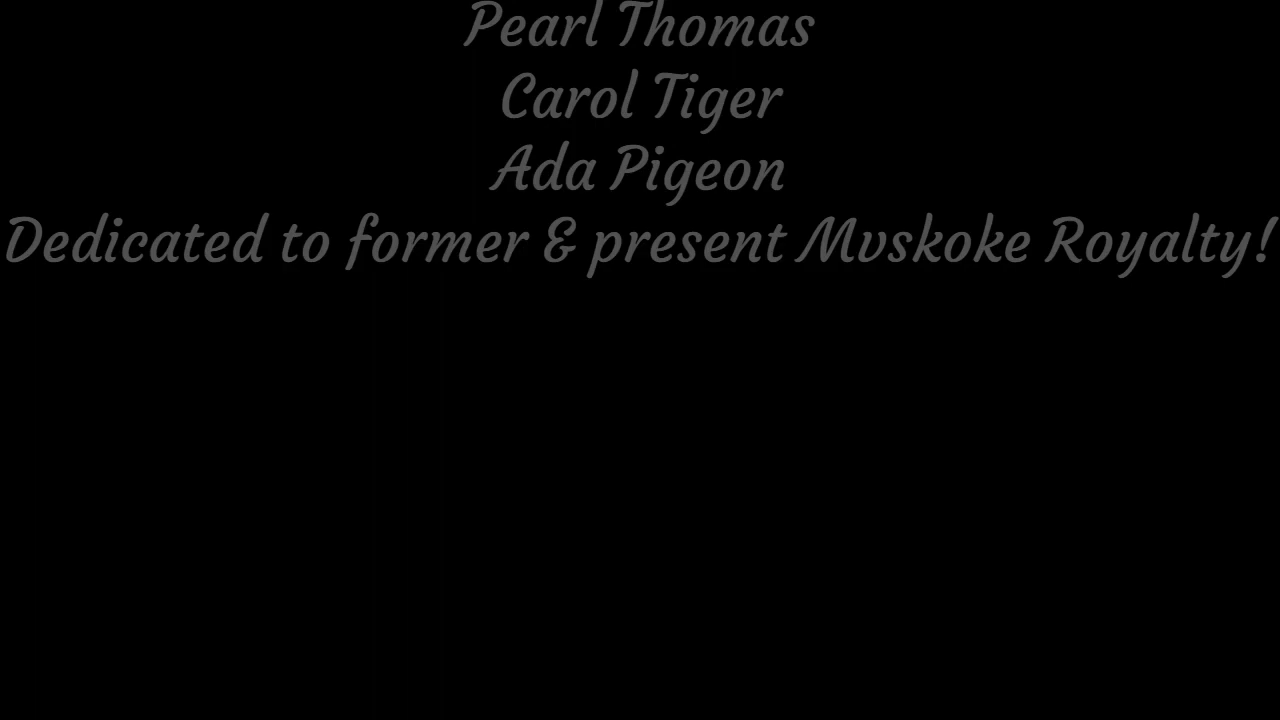 Pearl Thomas
Carol Tiger
Ada Pigeon
Dedicated to former & present Mvskoke Royalty!